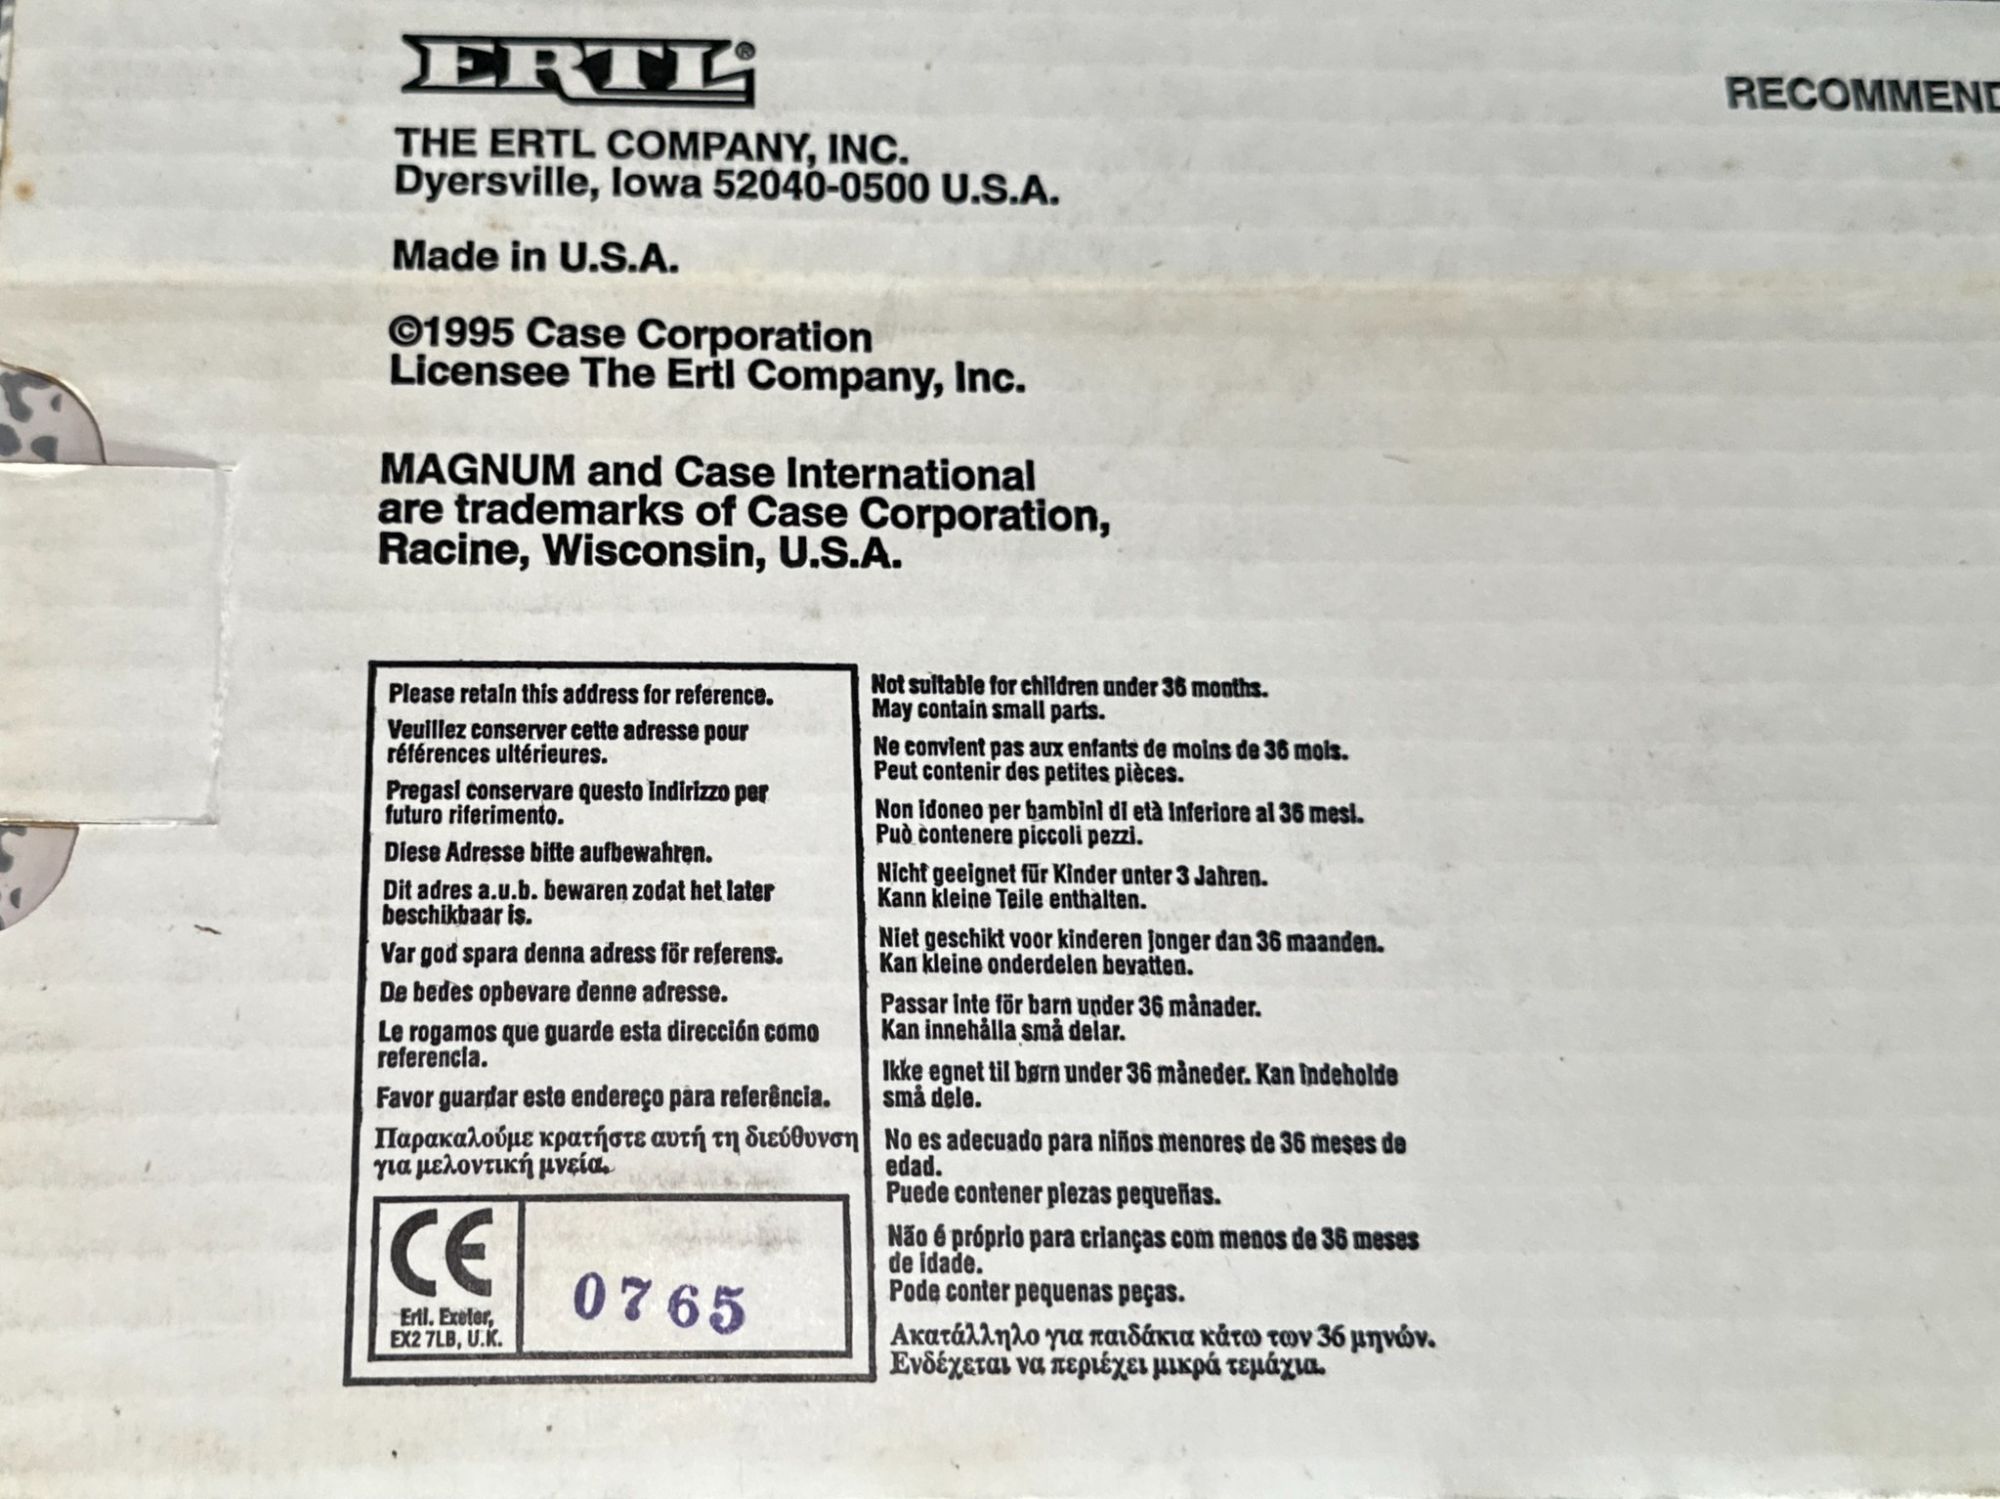 ERTL®
RECOMMEND
THE ERTL COMPANY, INC.
Dyersville, Iowa 52040-0500 U.S.A.
Made in U.S.A.
©1995 Case Corporation
Licensee The Ertl Company, Inc.
MAGNUM and Case International
are trademarks of Case Corporation,
Racine, Wisconsin, U.S.A.
Please retain this address for reference.
Veuillez conserver cette adresse pour
références ultérieures.
Pregasi conservare questo indirizzo per
futuro riferimento.
Diese Adresse bitte aufbewahren.
Dit adres a.u.b. bewaren zodat het later
beschikbaar is.
Var god spara denna adress för referens.
De bedes opbevare denne adresse.
Le rogamos que guarde esta dirección como
referencia.
Favor guardar este endereço para referência.
Παρακαλούμε κρατήστε αυτή τη διεύθυνση
για μελοντική μνεία.
CE
Ertl. Exeter,
EX2 7LB, U.K.
0765
Not suitable for children under 36 months.
May contain small parts.
Ne convient pas aux enfants de moins de 36 mois.
Peut contenir des petites pièces.
Non idoneo per bambini di età inferiore ai 36 mesi.
Può contenere piccoli pezzi.
Nicht geeignet für Kinder unter 3 Jahren.
Kann kleine Teile enthalten.
Niet geschikt voor kinderen jonger dan 36 maanden.
Kan kleine onderdelen bevatten.
Passar inte för barn under 36 månader.
Kan innehålla små delar.
Ikke egnet til børn under 36 måneder. Kan indeholde
små dele.
No es adecuado para niños menores de 36 meses de
edad.
Puede contener piezas pequeñas.
Não é próprio para crianças com menos de 36 meses
de idade.
Pode conter pequenas peças.
Ακατάλληλο για παιδάκια κάτω των 36 μηνών.
Ενδέχεται να περιέχει μικρά τεμάχια.